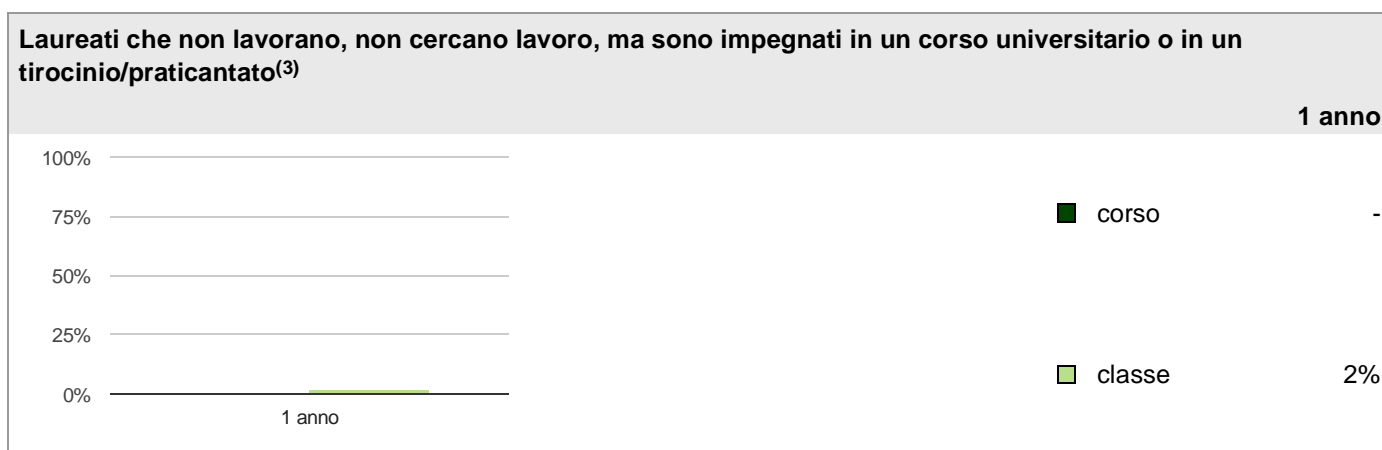 Laureati che non lavorano, non cercano lavoro, ma sono impegnati in un corso universitario o in un
tirocinio/praticantato(3)
1 anno
100%
75%
50%
25%
0%
1 anno
corso -
classe 2%